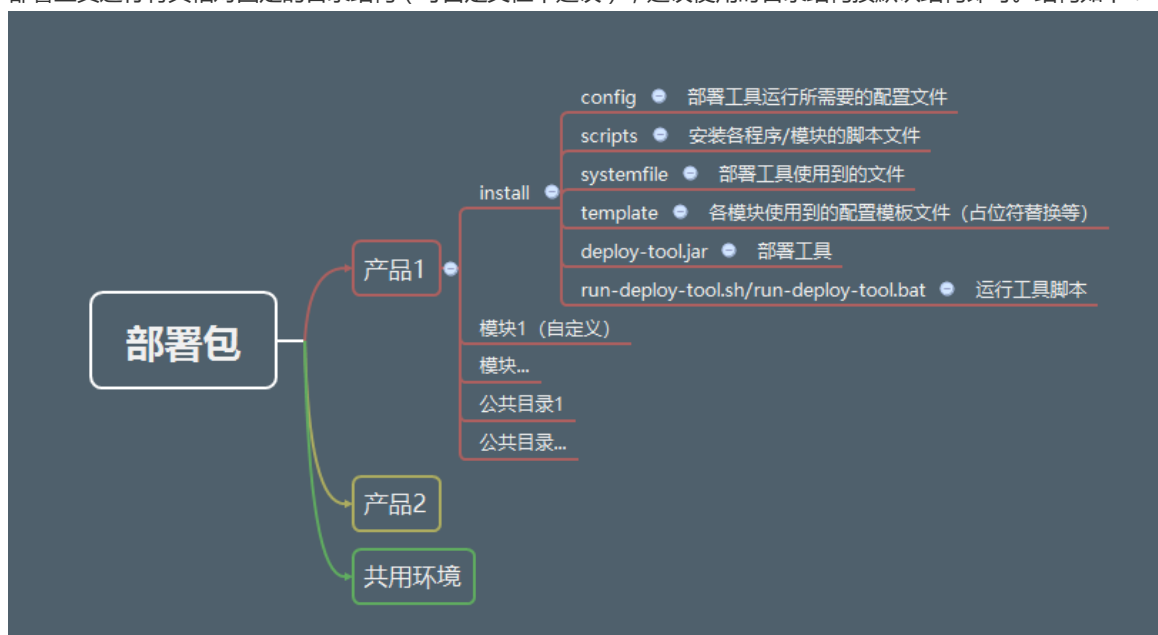 config 部署工具运行所需要的配置文件
scripts 安装各程序/模块的脚本文件
systemfile 部署工具使用到的文件
install
template 各模块使用到的配置模板文件（占位符替换等）
deploy-tool.jar 部署工具
产品1
run-deploy-tool.sh/run-deploy-tool.bat 运行工具脚本
模块1（自定义）
部署包
模块...
公共目录1
公共目录...
产品2
共用环境